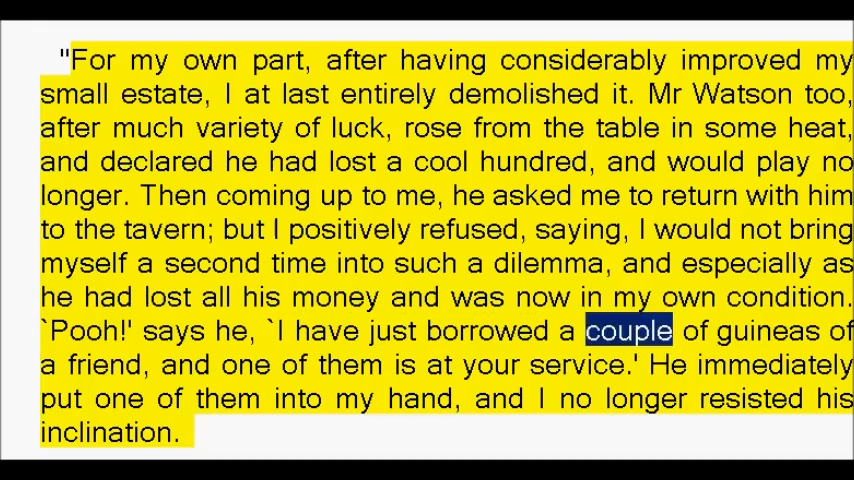 "For my own part, after having considerably improved my
small estate, I at last entirely demolished it. Mr Watson too,
after much variety of luck, rose from the table in some heat,
and declared he had lost a cool hundred, and would play no
longer. Then coming up to me, he asked me to return with him
to the tavern; but I positively refused, saying, I would not bring
myself a second time into such a dilemma, and especially as
he had lost all his money and was now in my own condition.
`Pooh!' says he, `I have just borrowed a couple of guineas of
a friend, and one of them is at your service.' He immediately
put one of them into my hand, and I no longer resisted his
inclination.